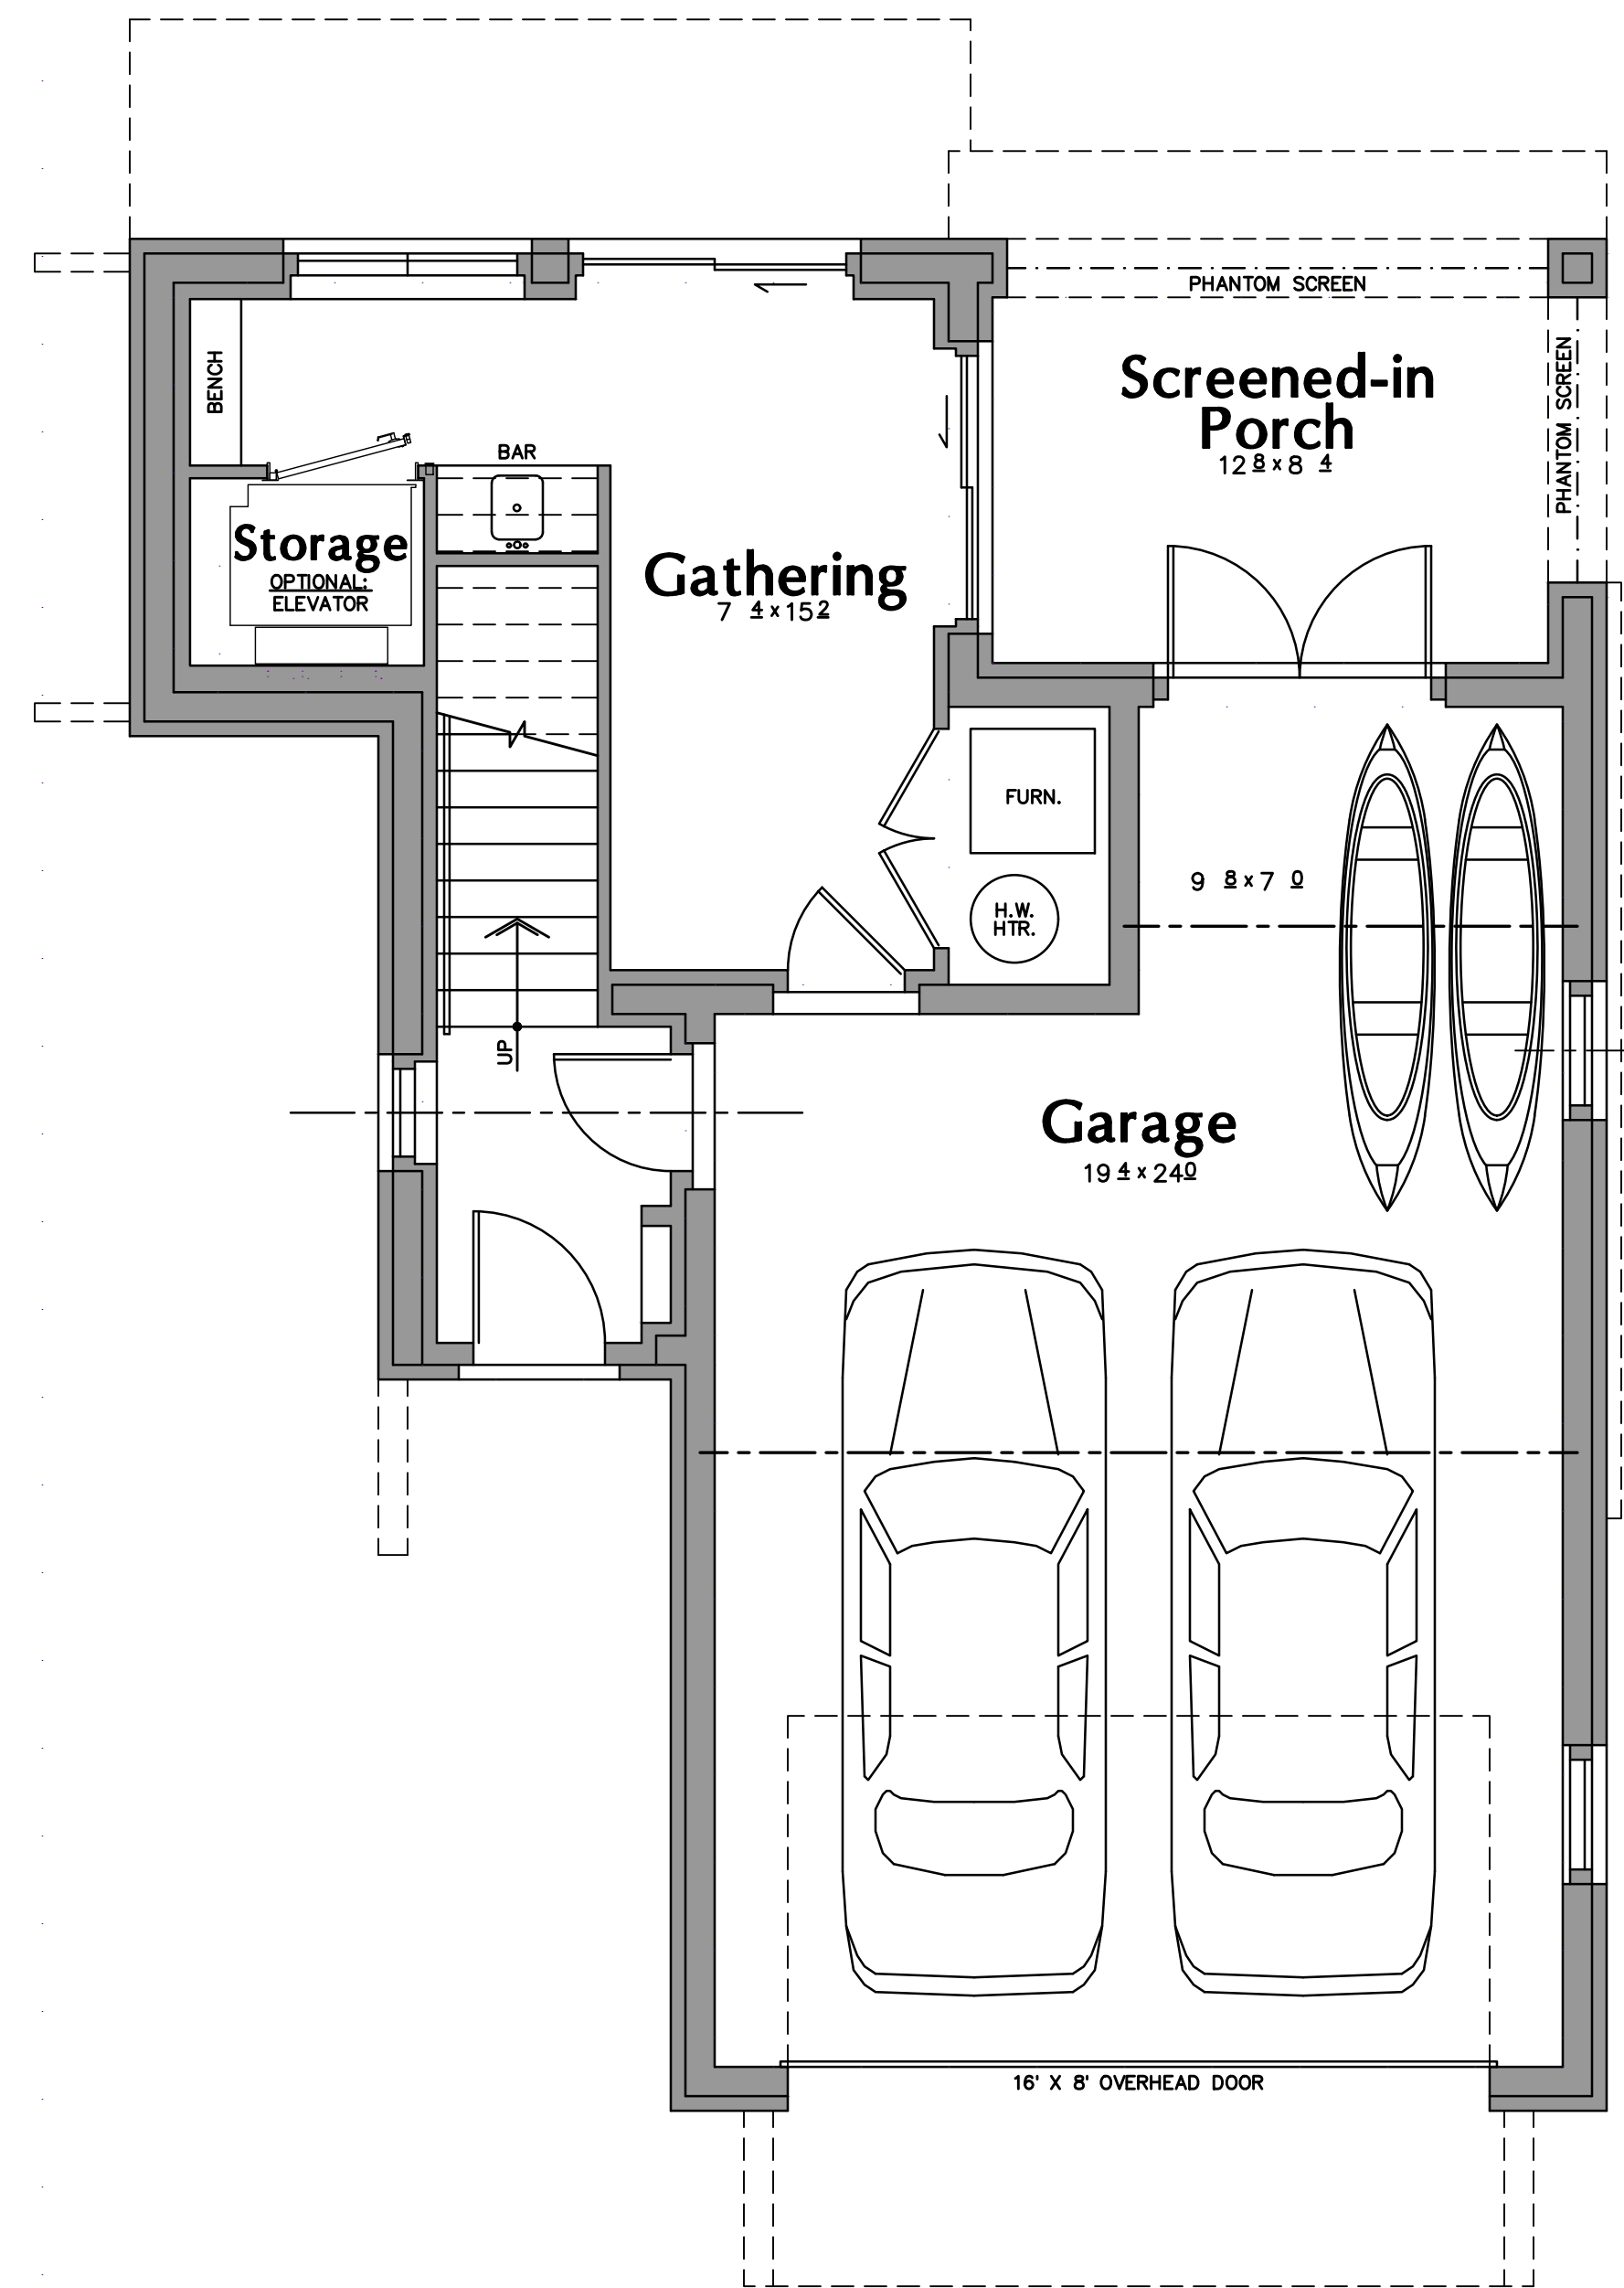 PHANTOM SCREEN
PHANTOM SCREEN
BENCH
Screened-in
Porch
12 8 x 8 4
BAR
Storage
OPTIONAL:
ELEVATOR
Gathering
7 4 x 15 2
FURN.
9 8 x 7 0
H.W.
HTR.
UP
Garage
19 4 x 24 0
16' X 8' OVERHEAD DOOR